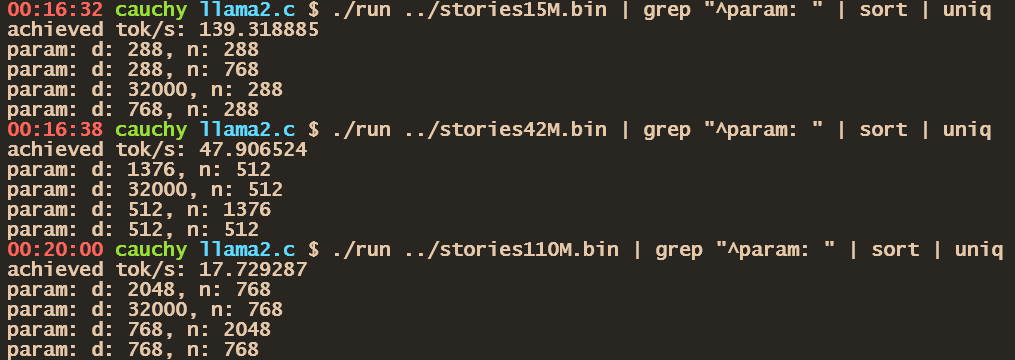 00:16:32 cauchy llama2.c $ ./run ../stories15M.bin | grep "^param: " | sort | uniq
achieved tok/s: 139.318885
param: d: 288, n: 288
param: d: 288, n: 768
param: d: 32000, n: 288
param: d: 768, n: 288
00:16:38 cauchy llama2.c $ ./run ../stories42M.bin | grep "^param: " | sort | uniq
achieved tok/s: 47.906524
param: d: 1376, n: 512
param: d: 32000, n: 512
param: d: 512, n: 1376
param: d: 512, n: 512
00:20:00 cauchy llama2.c $ ./run ../stories110M.bin | grep "^param: " | sort | uniq
achieved tok/s: 17.729287
param: d: 2048, n: 768
param: d: 32000, n: 768
param: d: 768, n: 2048
param: d: 768, n: 768